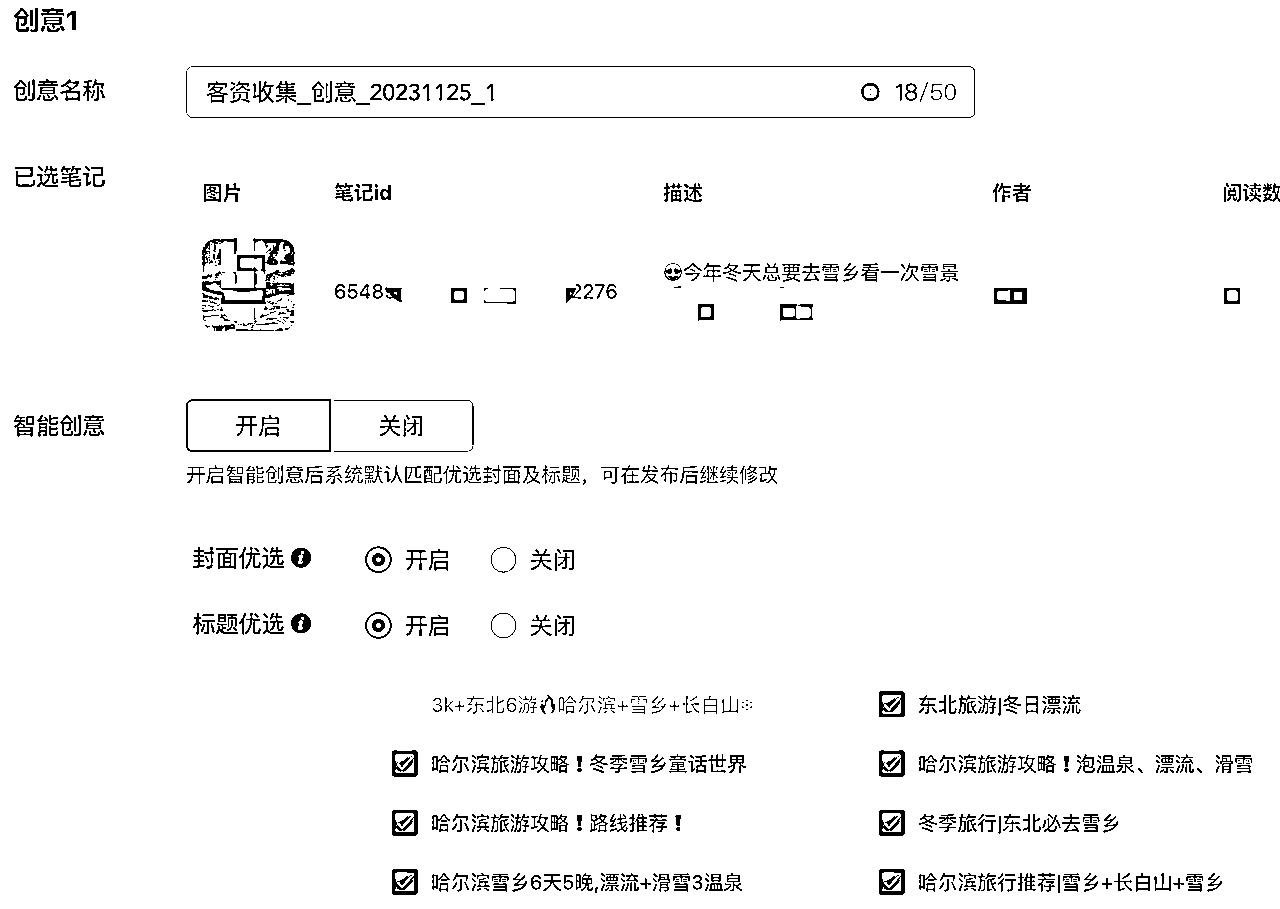 创意1
创意名称 客资收集_创意_20231125_1 18/50
已选笔记
图片 笔记id 描述 作者 阅读数
😎今年冬天总要去雪乡看一次雪景
6548 2276
智能创意 开启 关闭
开启智能创意后系统默认匹配优选封面及标题，可在发布后继续修改
封面优选 开启 关闭
标题优选 开启 关闭
3k+东北6游🔥哈尔滨+雪乡+长白山❄ 东北旅游|冬日漂流
哈尔滨旅游攻略❗冬季雪乡童话世界 哈尔滨旅游攻略❗泡温泉、漂流、滑雪
哈尔滨旅游攻略❗路线推荐❗ 冬季旅行|东北必去雪乡
哈尔滨雪乡6天5晚,漂流+滑雪3温泉 哈尔滨旅行推荐|雪乡+长白山+雪乡